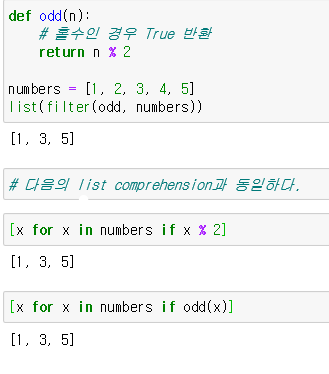 def odd(n):
    # 홀수인 경우 True 반환
    return n % 2
numbers = [1, 2, 3, 4, 5]
list(filter(odd, numbers))
[1, 3, 5]
# 다음의 list comprehension과 동일하다.
[x for x in numbers if x % 2]
[1, 3, 5]
[x for x in numbers if odd(x)]
[1, 3, 5]